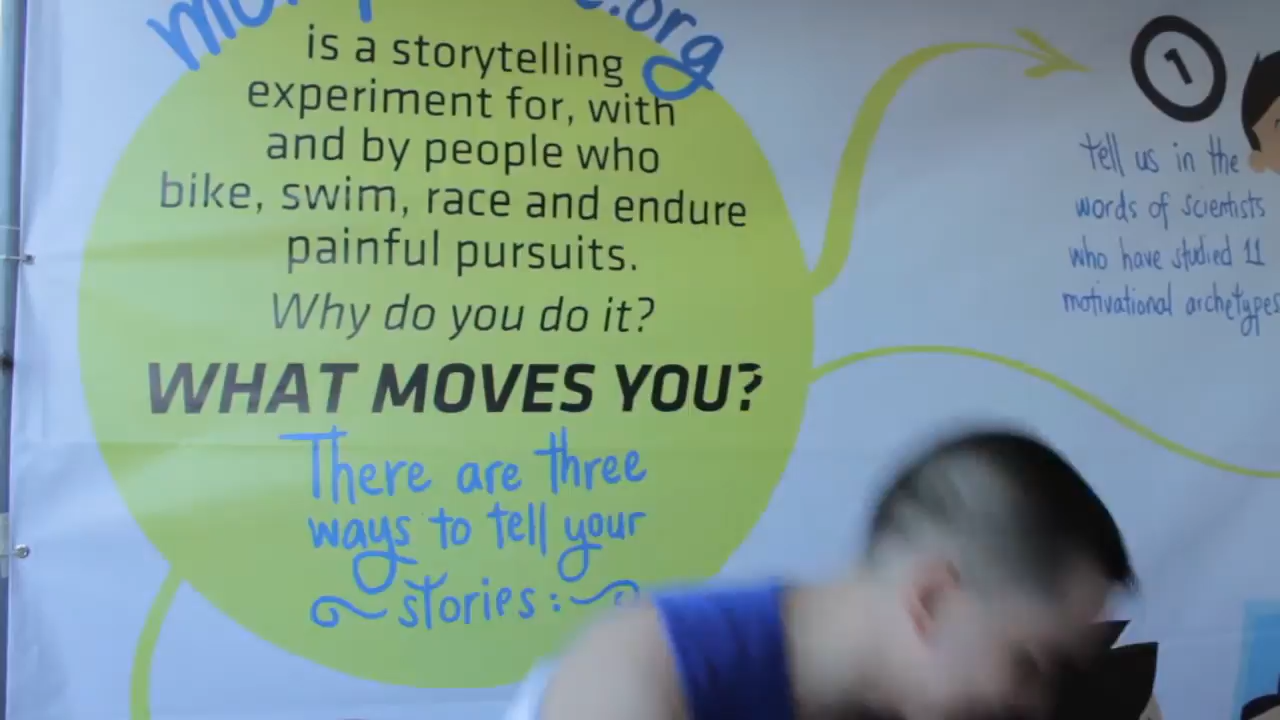 is a storytelling
experiment for, with
and by people who
bike, swim, race and endure
painful pursuits.
Why do you do it?
WHAT MOVES YOU?
There are three
ways to tell your
stories:
1
tell us in the
words of scientists
who have studied 11
motivational archetypes